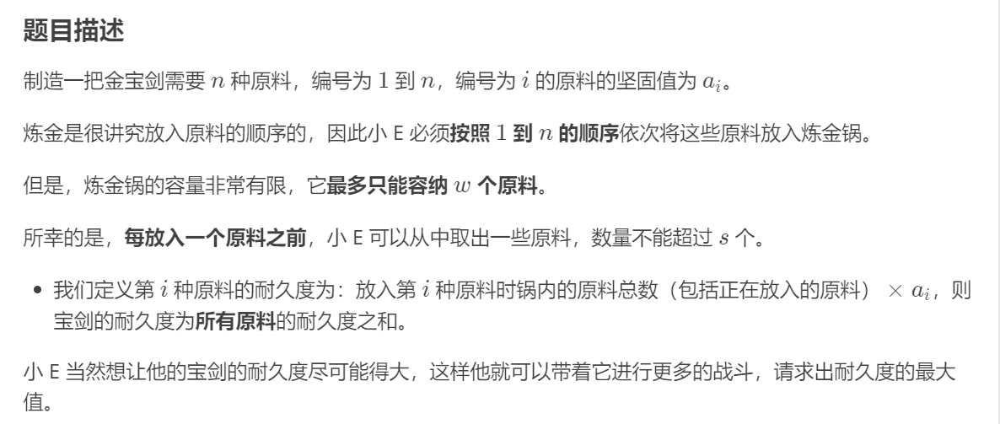 题目描述
制造一把金宝剑需要 n 种原料，编号为 1 到 n，编号为 i 的原料的坚固值为 aᵢ。
炼金是很讲究放入原料的顺序的，因此小 E 必须按照 1 到 n 的顺序依次将这些原料放入炼金锅。
但是，炼金锅的容量非常有限，它最多只能容纳 w 个原料。
所幸的是，每放入一个原料之前，小 E 可以从中取出一些原料，数量不能超过 s 个。
• 我们定义第 i 种原料的耐久度为：放入第 i 种原料时锅内的原料总数（包括正在放入的原料） × aᵢ，则
宝剑的耐久度为所有原料的耐久度之和。
小 E 当然想让他的宝剑的耐久度尽可能得大，这样他就可以带着它进行更多的战斗，请求出耐久度的最大
值。